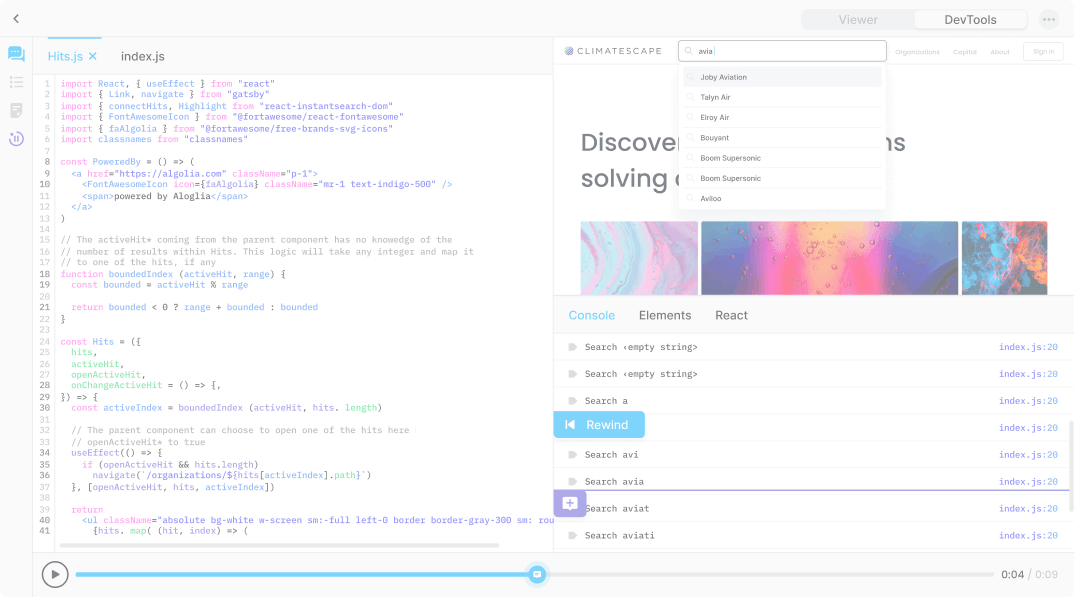 Viewer
DevTools
Hits.js
index.js
1 import React, { useEffect } from "react"
2 import { Link, navigate } from "gatsby"
3 import { connectHits, Highlight from "react-instantsearch-dom"
4 import { FontAwesomeIcon } from "@fortawesome/react-fontawesome"
5 import { faAlgolia } from "@fortawesome/free-brands-svg-icons"
6 import classnames from "classnames"
7
8 const PoweredBy = () => (
9 <a href="https://algolia.com" className="p-1">
10 <FontAwesomeIcon icon={faAlgolia} className="mr-1 text-indigo-500" />
11 <span>powered by Aloglia</span>
12 </a>
13 )
14
15 // The activeHit* coming from the parent component has no knowledge of the
16 // number of results within Hits. This logic will take any integer and map it
17 // to one of the hits, if any
18 function boundedIndex (activeHit, range) {
19 const bounded = activeHit % range
20
21 return bounded < 0 ? range + bounded : bounded
22 }
23
24 const Hits = ({
25 hits,
26 activeHit,
27 openActiveHit,
28 onChangeActiveHit = () => {,
29 }) => {
30 const activeIndex = boundedIndex (activeHit, hits. length)
31
32 // The parent component can choose to open one of the hits here
33 // openActiveHit* to true
34 useEffect(() => {
35 if (openActiveHit && hits.length)
36 navigate(`/organizations/${hits[activeIndex].path}`)
37 }, [openActiveHit, hits, activeIndex])
38
39 return
40 <ul className="absolute bg-white w-screen sm:-full left-0 border border-gray-300 sm: rou
41 {hits. map( (hit, index) => (
CLIMATESCAPE
avia
Organizations
Capital
About
Sign in
Joby Aviation
Talyn Air
Elroy Air
Bouyant
Boom Supersonic
Boom Supersonic
Aviloo
Discove
ns
solving
Console
Elements
React
Search ‹empty string> index.js:20
Search ‹empty string> index.js:20
Search a index.js:20
Rewind
index.js:20
Search avi index.js:20
Search avia index.js:20
Search aviat index.js:20
Search aviati index.js:20
0:04 / 0:09